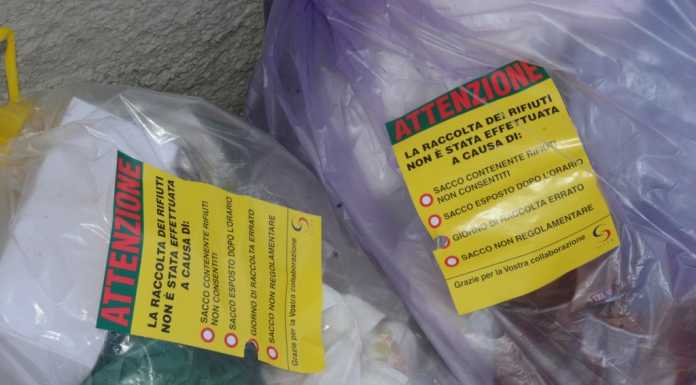 ATTENZIONE
LA RACCOLTA DEI RIFIUTI
NON È STATA EFFETTUATA
A CAUSA DI:
SACCO CONTENENTE RIFIUTI
NON CONSENTITI
SACCO ESPOSTO DOPO L'ORARIO
GIORNO DI RACCOLTA ERRATO
SACCO NON REGOLAMENTARE
Grazie per la Vostra collaborazione
ATTENZIONE
LA RACCOLTA DEI RIFIUTI
NON È STATA EFFETTUATA
A CAUSA DI:
SACCO CONTENENTE RIFIUTI
NON CONSENTITI
SACCO ESPOSTO DOPO L'ORARIO
GIORNO DI RACCOLTA ERRATO
SACCO NON REGOLAMENTARE
Grazie per la Vostra collaborazione